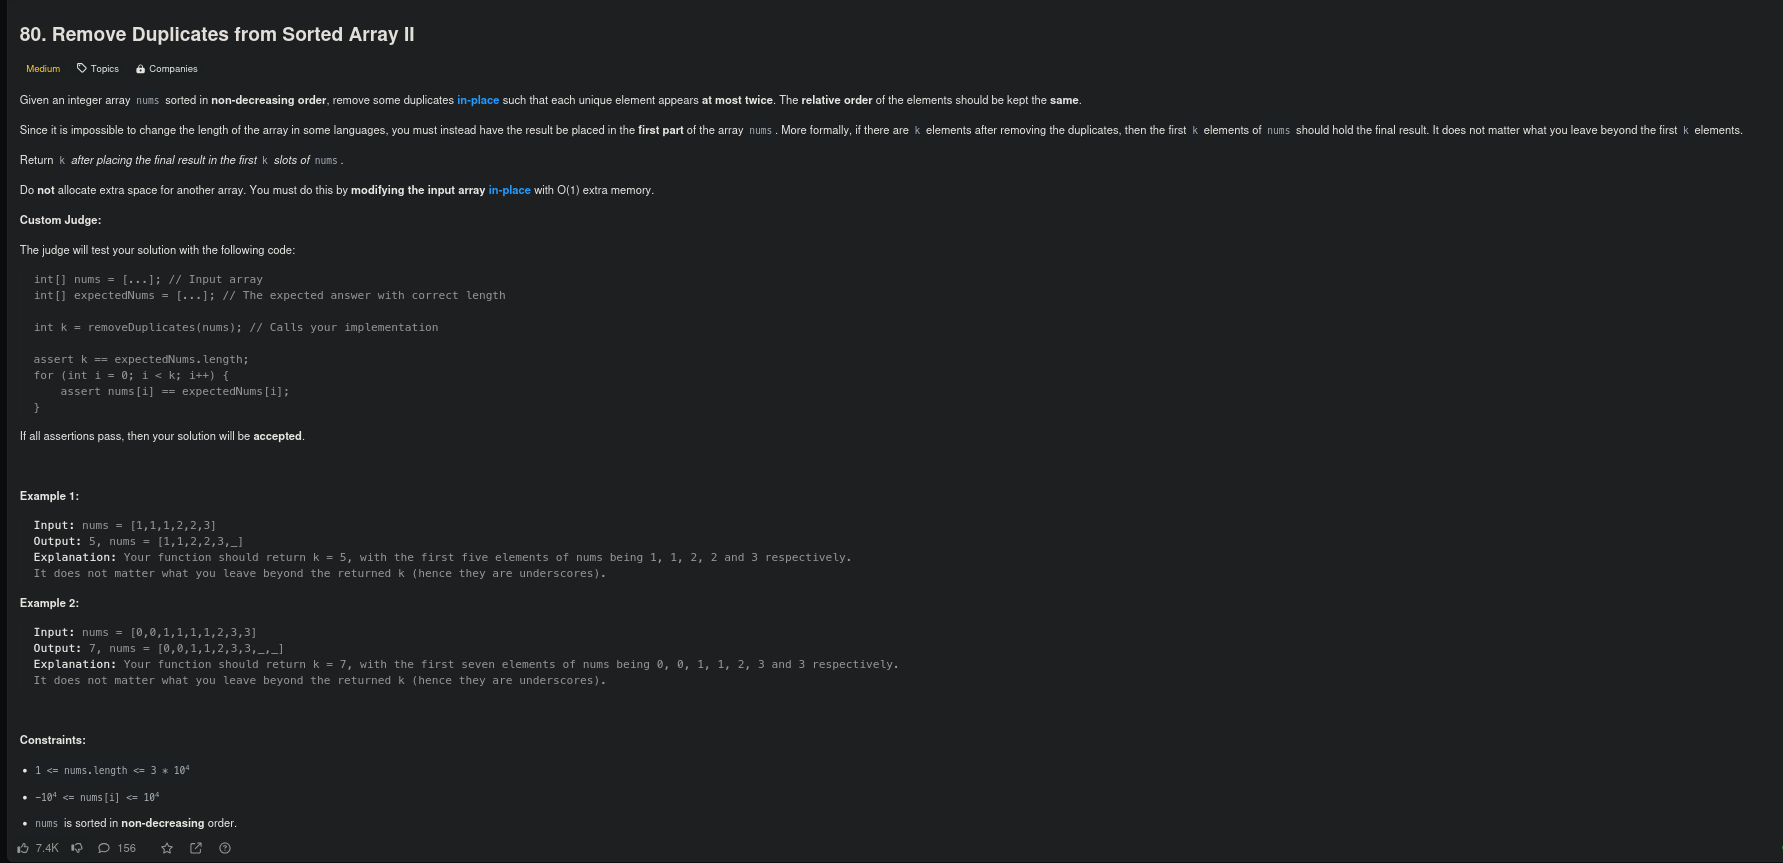 80. Remove Duplicates from Sorted Array II
Medium Topics Companies
Given an integer array nums sorted in non-decreasing order, remove some duplicates in-place such that each unique element appears at most twice. The relative order of the elements should be kept the same.
Since it is impossible to change the length of the array in some languages, you must instead have the result be placed in the first part of the array nums. More formally, if there are k elements after removing the duplicates, then the first k elements of nums should hold the final result. It does not matter what you leave beyond the first k elements.
Return k after placing the final result in the first k slots of nums.
Do not allocate extra space for another array. You must do this by modifying the input array in-place with O(1) extra memory.
Custom Judge:
The judge will test your solution with the following code:
int[] nums = [...]; // Input array
int[] expectedNums = [...]; // The expected answer with correct length
int k = removeDuplicates(nums); // Calls your implementation
assert k == expectedNums.length;
for (int i = 0; i < k; i++) {
    assert nums[i] == expectedNums[i];
}
If all assertions pass, then your solution will be accepted.
Example 1:
Input: nums = [1,1,1,2,2,3]
Output: 5, nums = [1,1,2,2,3,_]
Explanation: Your function should return k = 5, with the first five elements of nums being 1, 1, 2, 2 and 3 respectively.
It does not matter what you leave beyond the returned k (hence they are underscores).
Example 2:
Input: nums = [0,0,1,1,1,1,2,3,3]
Output: 7, nums = [0,0,1,1,2,3,3,_,_]
Explanation: Your function should return k = 7, with the first seven elements of nums being 0, 0, 1, 1, 2, 3 and 3 respectively.
It does not matter what you leave beyond the returned k (hence they are underscores).
Constraints:
• 1 <= nums.length <= 3 * 10⁴
• −10⁴ <= nums[i] <= 10⁴
• nums is sorted in non-decreasing order.
7.4K 156